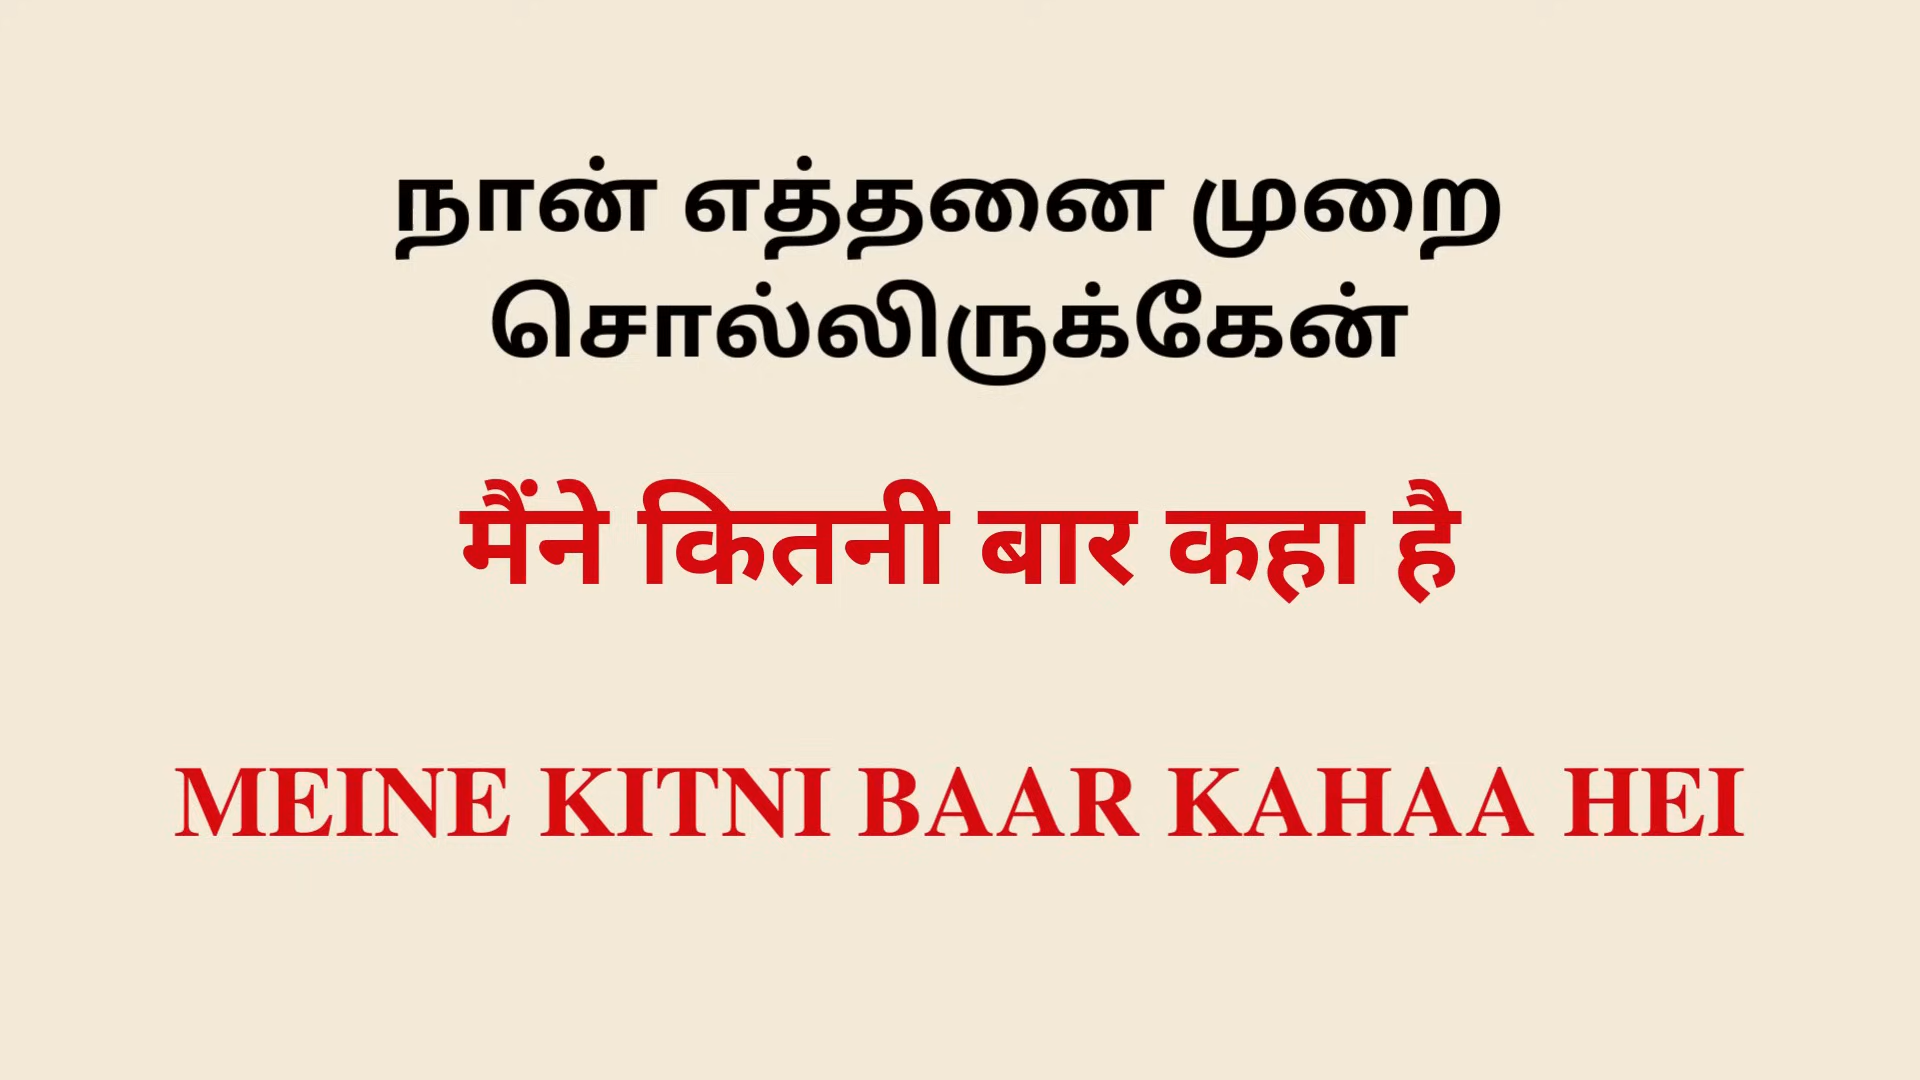 நான் எத்தனை முறை
சொல்லிருக்கேன்
मैंने कितनी बार कहा है
MEINE KITNI BAAR KAHAA HEI